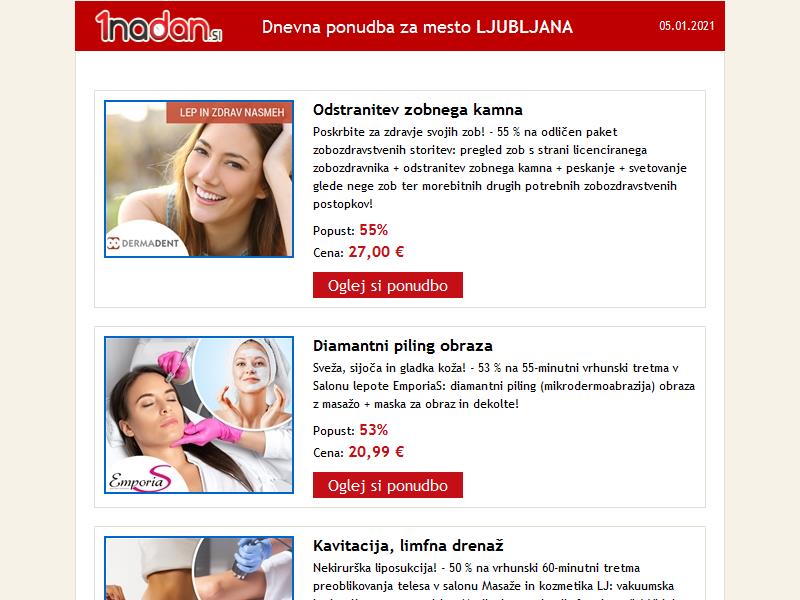 1nadan.si
Dnevna ponudba za mesto LJUBLJANA
05.01.2021
LEP IN ZDRAV NASMEH
DERMADENT
Odstranitev zobnega kamna
Poskrbite za zdravje svojih zob! - 55 % na odličen paket
zobozdravstvenih storitev: pregled zob s strani licenciranega
zobozdravnika + odstranitev zobnega kamna + peskanje + svetovanje
glede nege zob ter morebitnih drugih potrebnih zobozdravstvenih
postopkov!
Popust: 55%
Cena: 27,00 €
Oglej si ponudbo
EmporiaS
Diamantni piling obraza
Sveža, sijoča in gladka koža! - 53 % na 55-minutni vrhunski tretma v
Salonu lepote EmporiaS: diamantni piling (mikrodermoabrazija) obraza
z masažo + maska za obraz in dekolte!
Popust: 53%
Cena: 20,99 €
Oglej si ponudbo
Kavitacija, limfna drenaž
Nekirurška liposukcija! - 50 % na vrhunski 60-minutni tretma
preoblikovanja telesa v salonu Masaže in kozmetika LJ: vakuumska